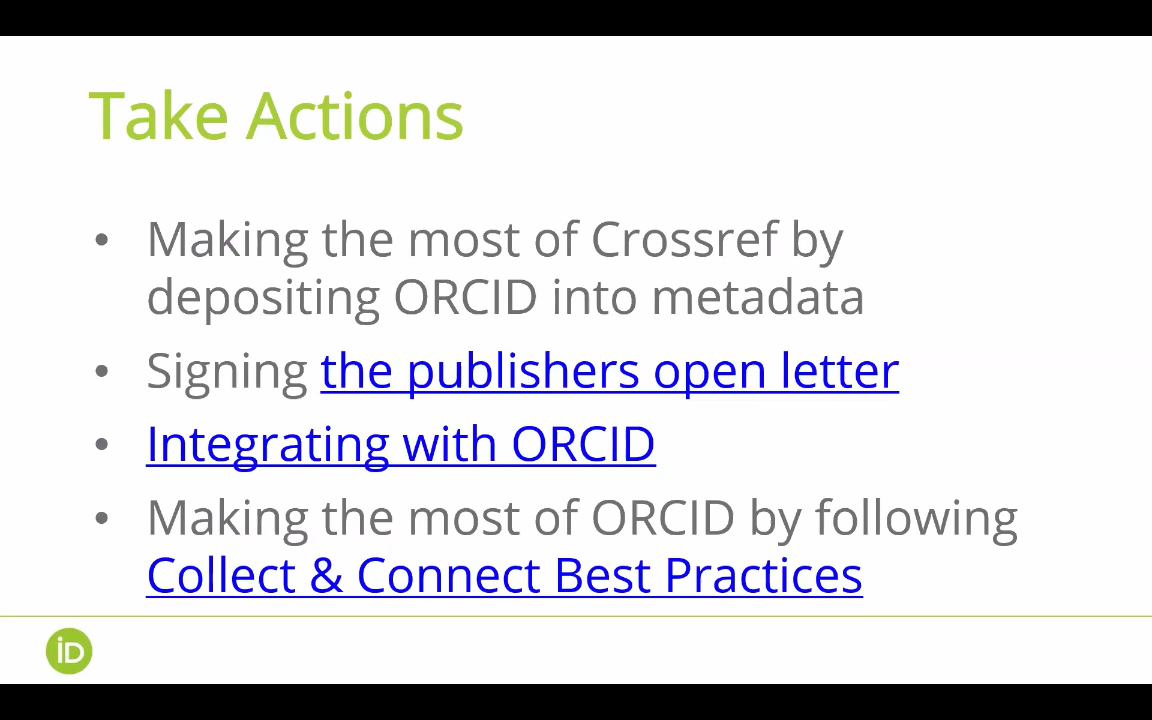 Take Actions
• Making the most of Crossref by
depositing ORCID into metadata
• Signing the publishers open letter
• Integrating with ORCID
• Making the most of ORCID by following
Collect & Connect Best Practices
iD